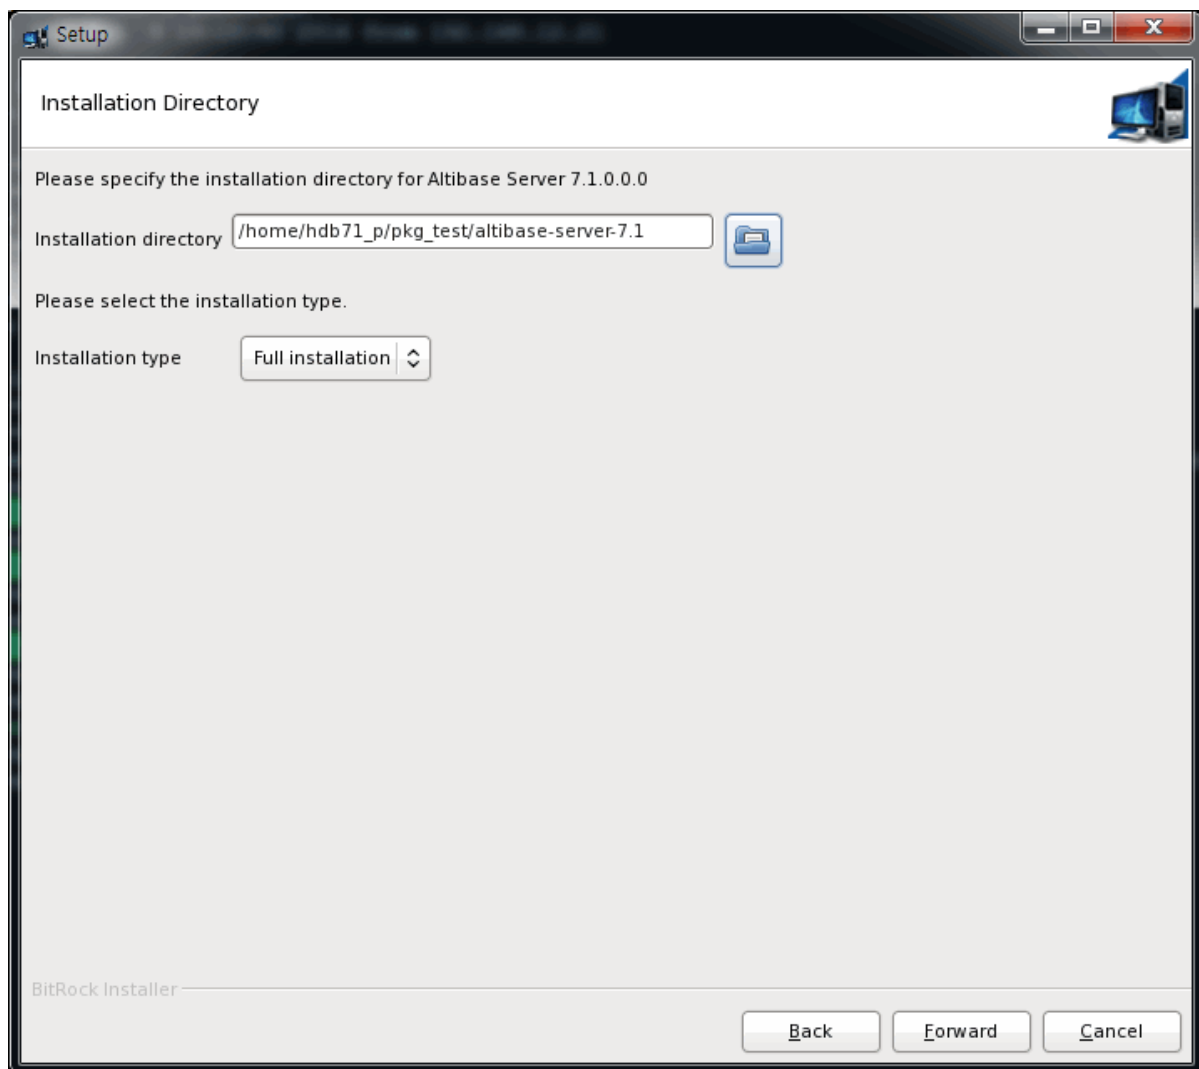 Setup
Installation Directory
Please specify the installation directory for Altibase Server 7.1.0.0.0
Installation directory /home/hdb71_p/pkg_test/altibase-server-7.1
Please select the installation type.
Installation type Full installation
BitRock Installer
Back Forward Cancel